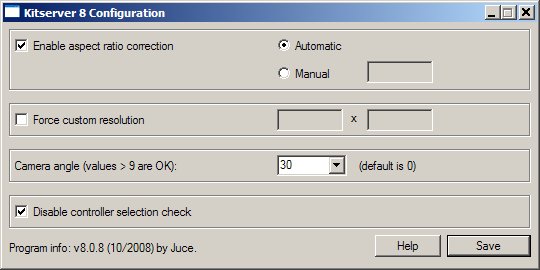 Kitserver 8 Configuration
Enable aspect ratio correction
Automatic
Manual
Force custom resolution
x
Camera angle (values > 9 are OK):
30
(default is 0)
Disable controller selection check
Program info: v8.0.8 (10/2008) by Juce.
Help
Save